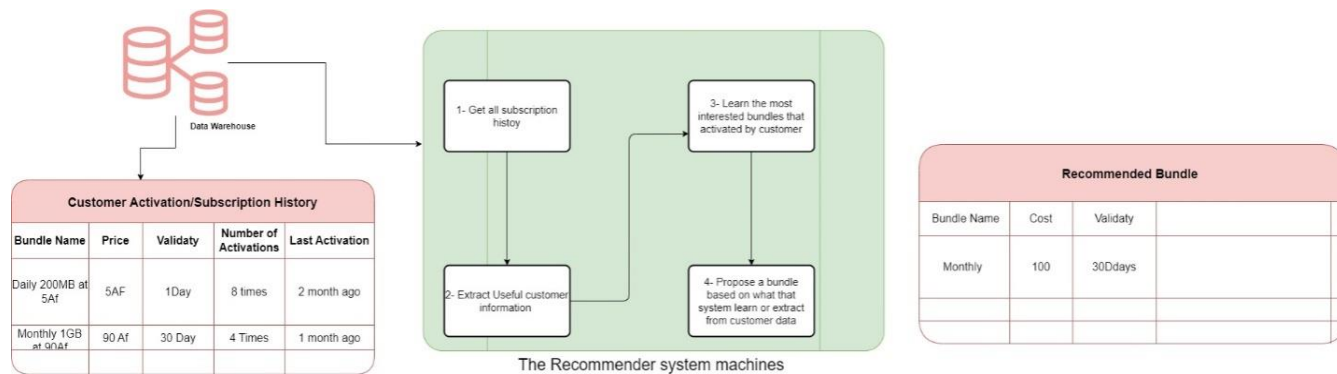 Data Warehouse
Customer Activation/Subscription History
Bundle Name Price Validaty Number of Activations Last Activation
Daily 200MB at 5Af 5AF 1Day 8 times 2 month ago
Monthly 1GB at 90Af 90 Af 30 Day 4 Times 1 month ago
1- Get all subscription
histoy
2- Extract Useful customer
information
3- Learn the most
interested bundles that
activated by customer
4- Propose a bundle
based on what that
system learn or extract
from customer data
The Recommender system machines
Recommended Bundle
Bundle Name Cost Validaty
Monthly 100 30Ddays